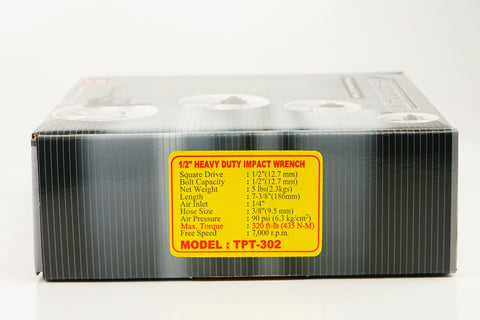 1/2" HEAVY DUTY IMPACT WRENCH
Square Drive : 1/2"(12.7 mm)
Bolt Capacity : 1/2"(12.7 mm)
Net Weight : 5 lbs(2.3kgs)
Length : 7-3/8"(186mm)
Air Inlet : 1/4"
Hose Size : 3/8"(9.5 mm)
Air Pressure : 90 psi (6.3 kg/cm²)
Max. Torque : 320 ft-lb (435 N-M)
Free Speed : 7,000 r.p.m.
MODEL : TPT-302